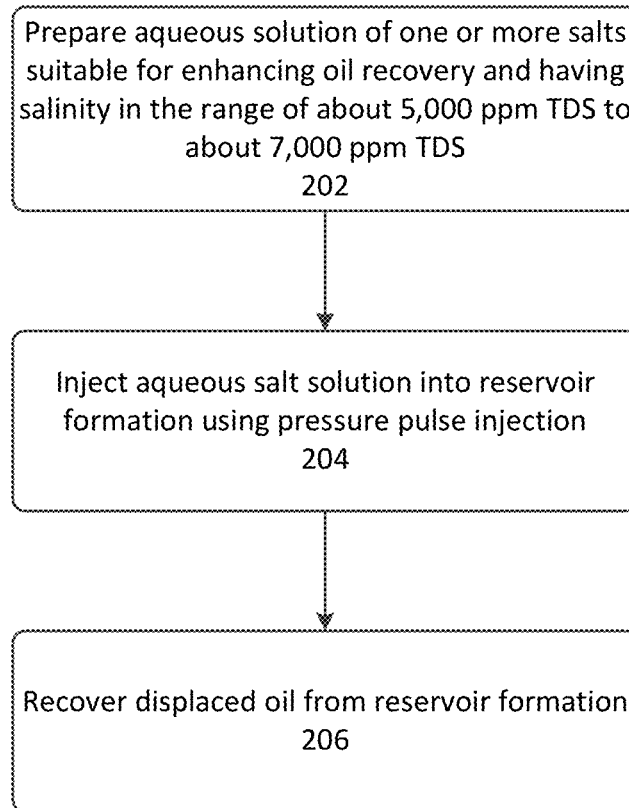 Prepare aqueous solution of one or more salts
suitable for enhancing oil recovery and having
salinity in the range of about 5,000 ppm TDS to
about 7,000 ppm TDS
202
Inject aqueous salt solution into reservoir
formation using pressure pulse injection
204
Recover displaced oil from reservoir formation
206